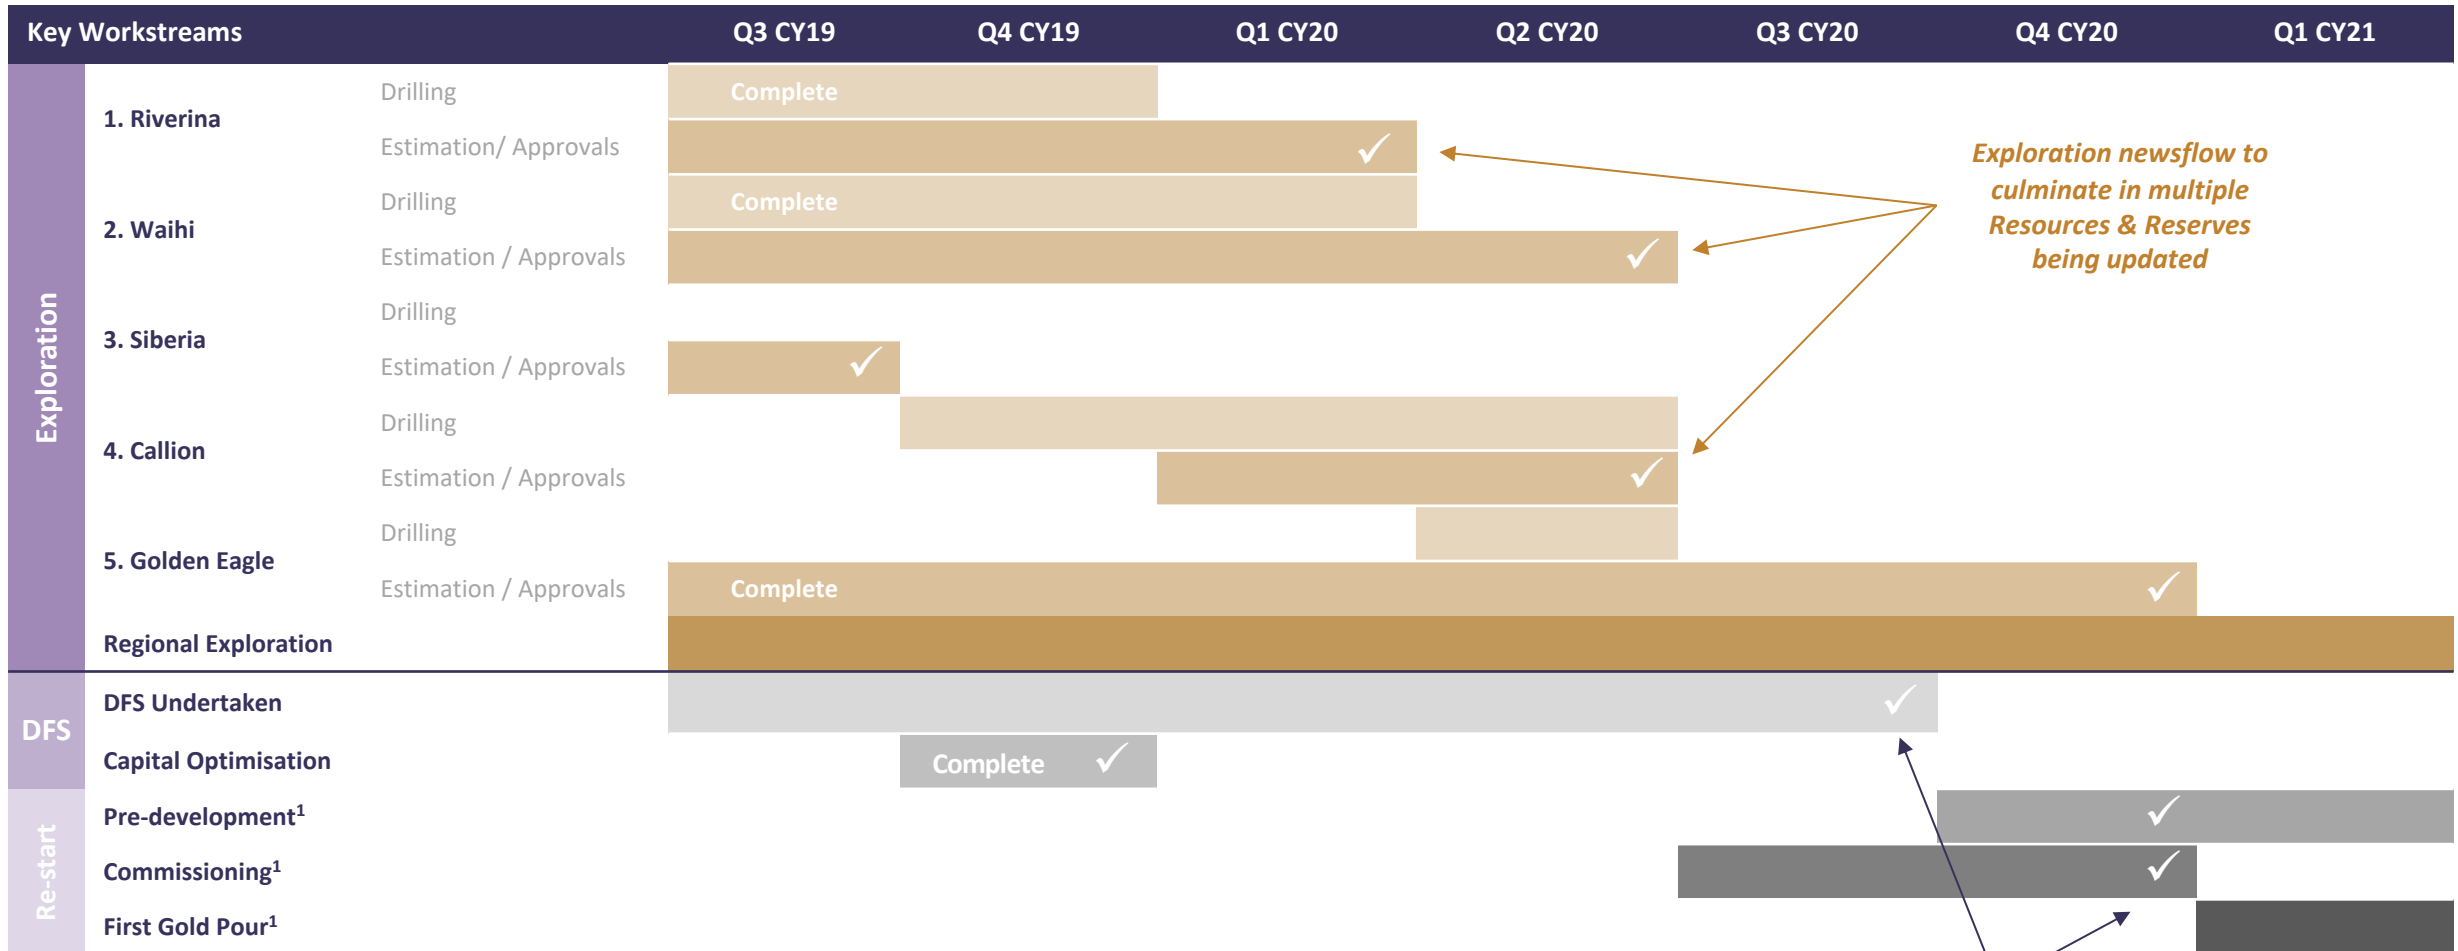 Key Workstreams Q3 CY19 Q4 CY19 Q1 CY20 Q2 CY20 Q3 CY20 Q4 CY20 Q1 CY21
Exploration
1. Riverina
Drilling Complete
Estimation/ Approvals ✓
2. Waihi
Drilling Complete
Estimation / Approvals ✓
3. Siberia
Drilling
Estimation / Approvals ✓
4. Callion
Drilling
Estimation / Approvals ✓
5. Golden Eagle
Drilling
Estimation / Approvals Complete ✓
Regional Exploration
Exploration newsflow to
culminate in multiple
Resources & Reserves
being updated
DFS
DFS Undertaken ✓
Capital Optimisation Complete ✓
Re-start
Pre-development¹ ✓
Commissioning¹ ✓
First Gold Pour¹